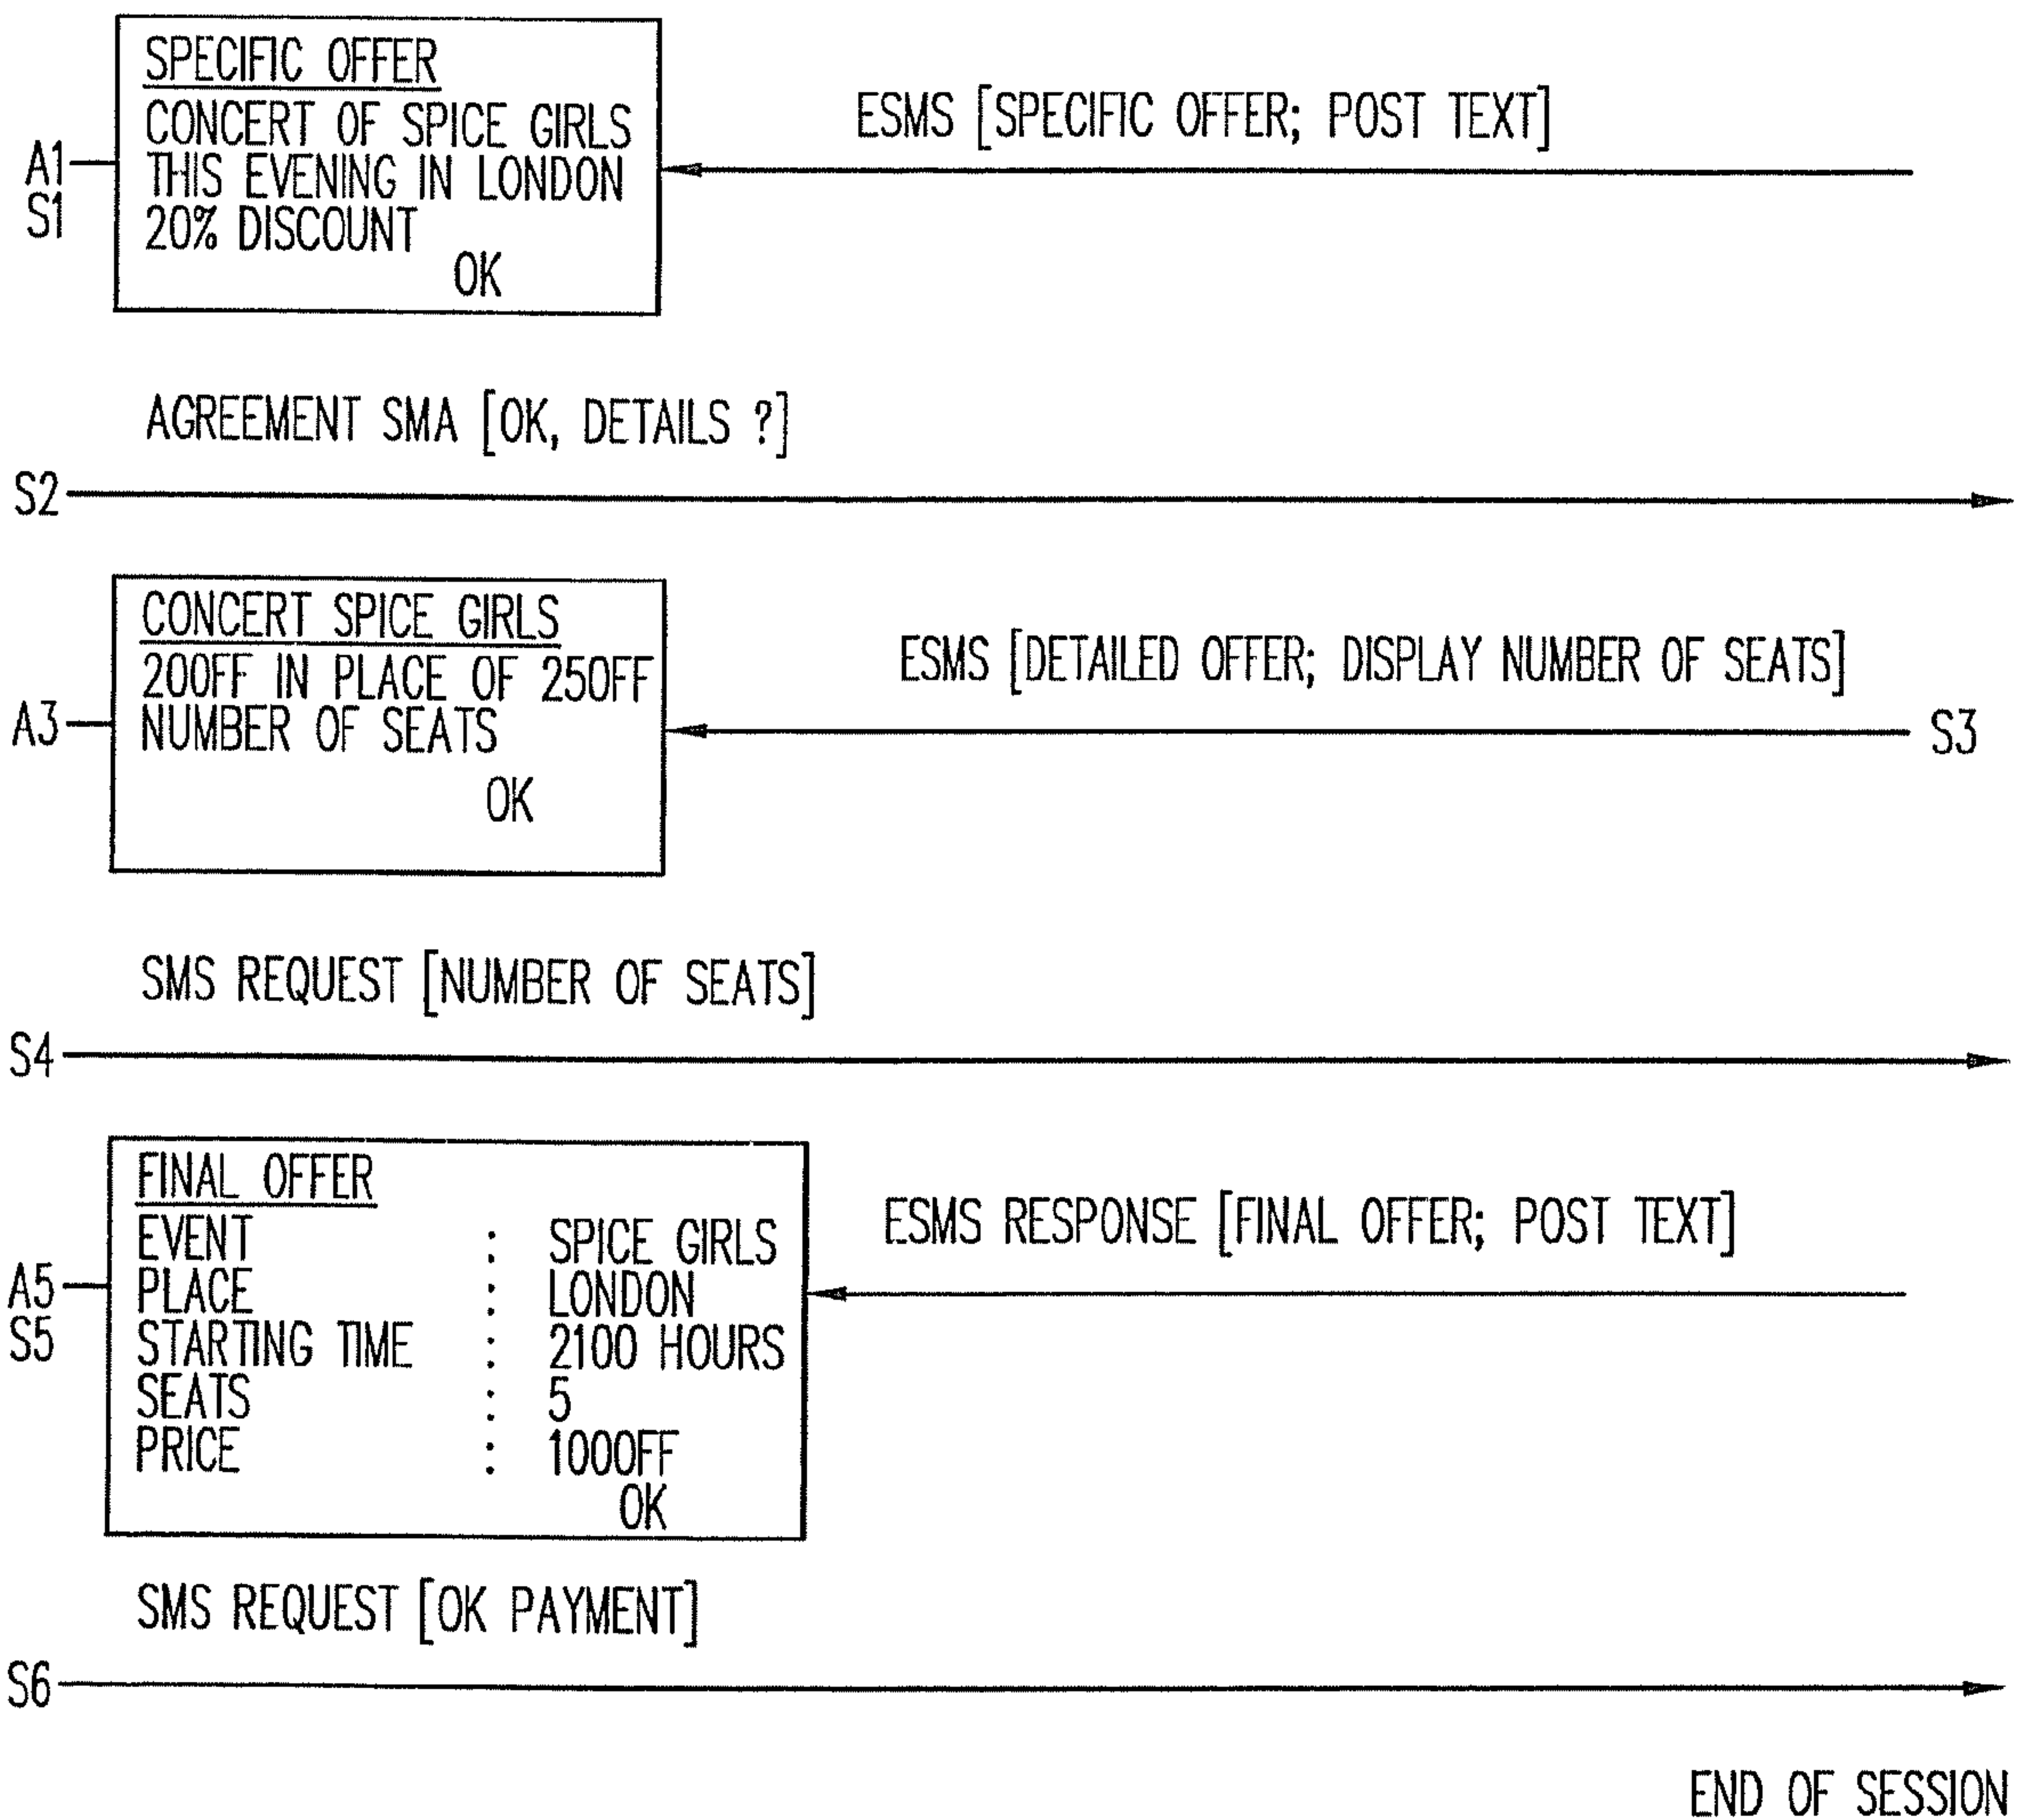 SPECIFIC OFFER
CONCERT OF SPICE GIRLS
THIS EVENING IN LONDON
20% DISCOUNT
OK
A1
S1
ESMS [SPECIFIC OFFER; POST TEXT]
AGREEMENT SMA [OK, DETAILS ?]
S2
CONCERT SPICE GIRLS
200FF IN PLACE OF 250FF
NUMBER OF SEATS
OK
A3
ESMS [DETAILED OFFER; DISPLAY NUMBER OF SEATS]
S3
SMS REQUEST [NUMBER OF SEATS]
S4
FINAL OFFER
EVENT : SPICE GIRLS
PLACE : LONDON
STARTING TIME : 2100 HOURS
SEATS : 5
PRICE : 1000FF
OK
A5
S5
ESMS RESPONSE [FINAL OFFER; POST TEXT]
SMS REQUEST [OK PAYMENT]
S6
END OF SESSION